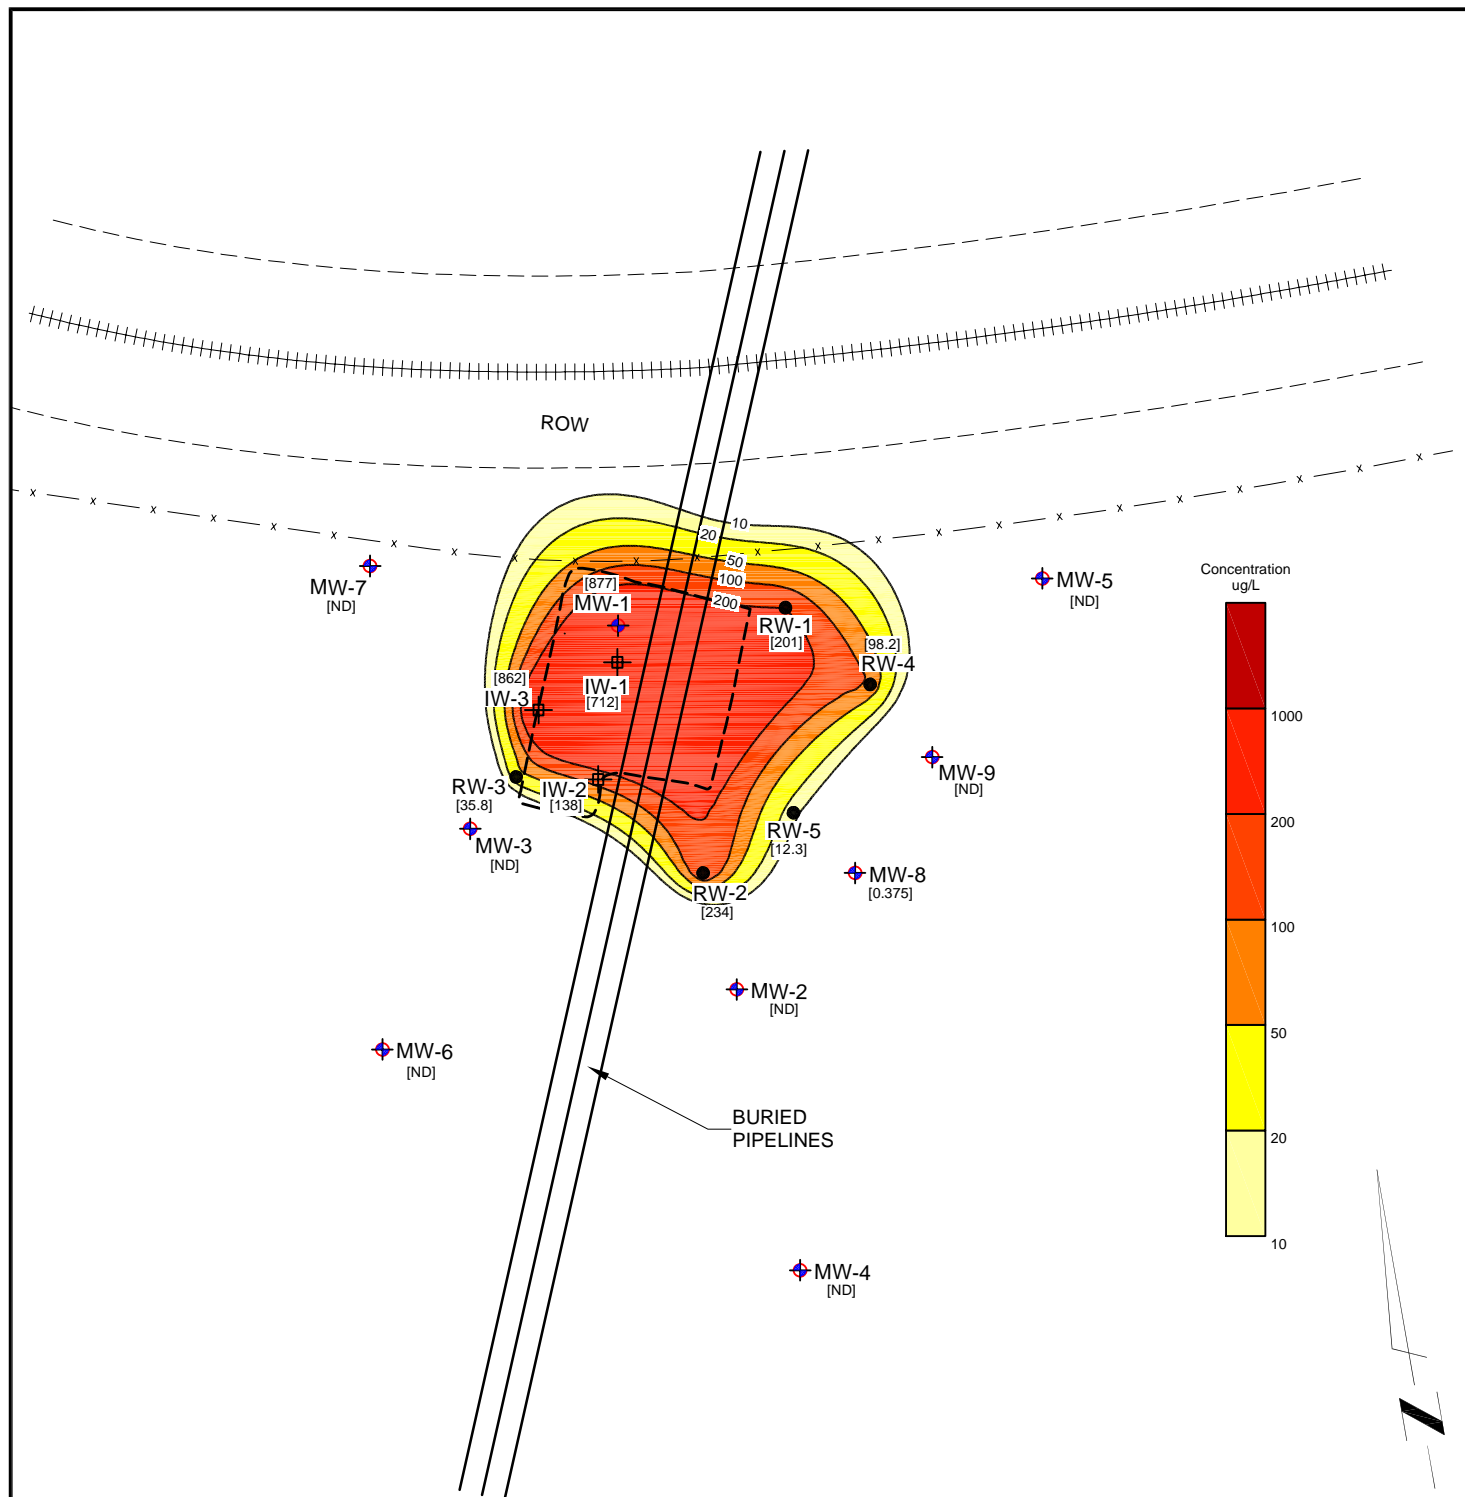 ROW
10
20
50
100
200
[877]
MW-1
MW-7
[ND]
MW-5
[ND]
Concentration
ug/L
RW-1
[201]
[98.2]
RW-4
[862]
IW-3
IW-1
[712]
1000
RW-3
[35.8]
IW-2
[138]
MW-9
[ND]
200
MW-3
[ND]
RW-5
[12.3]
MW-8
[0.375]
RW-2
[234]
100
MW-2
[ND]
50
MW-6
[ND]
BURIED
PIPELINES
20
10
MW-4
[ND]